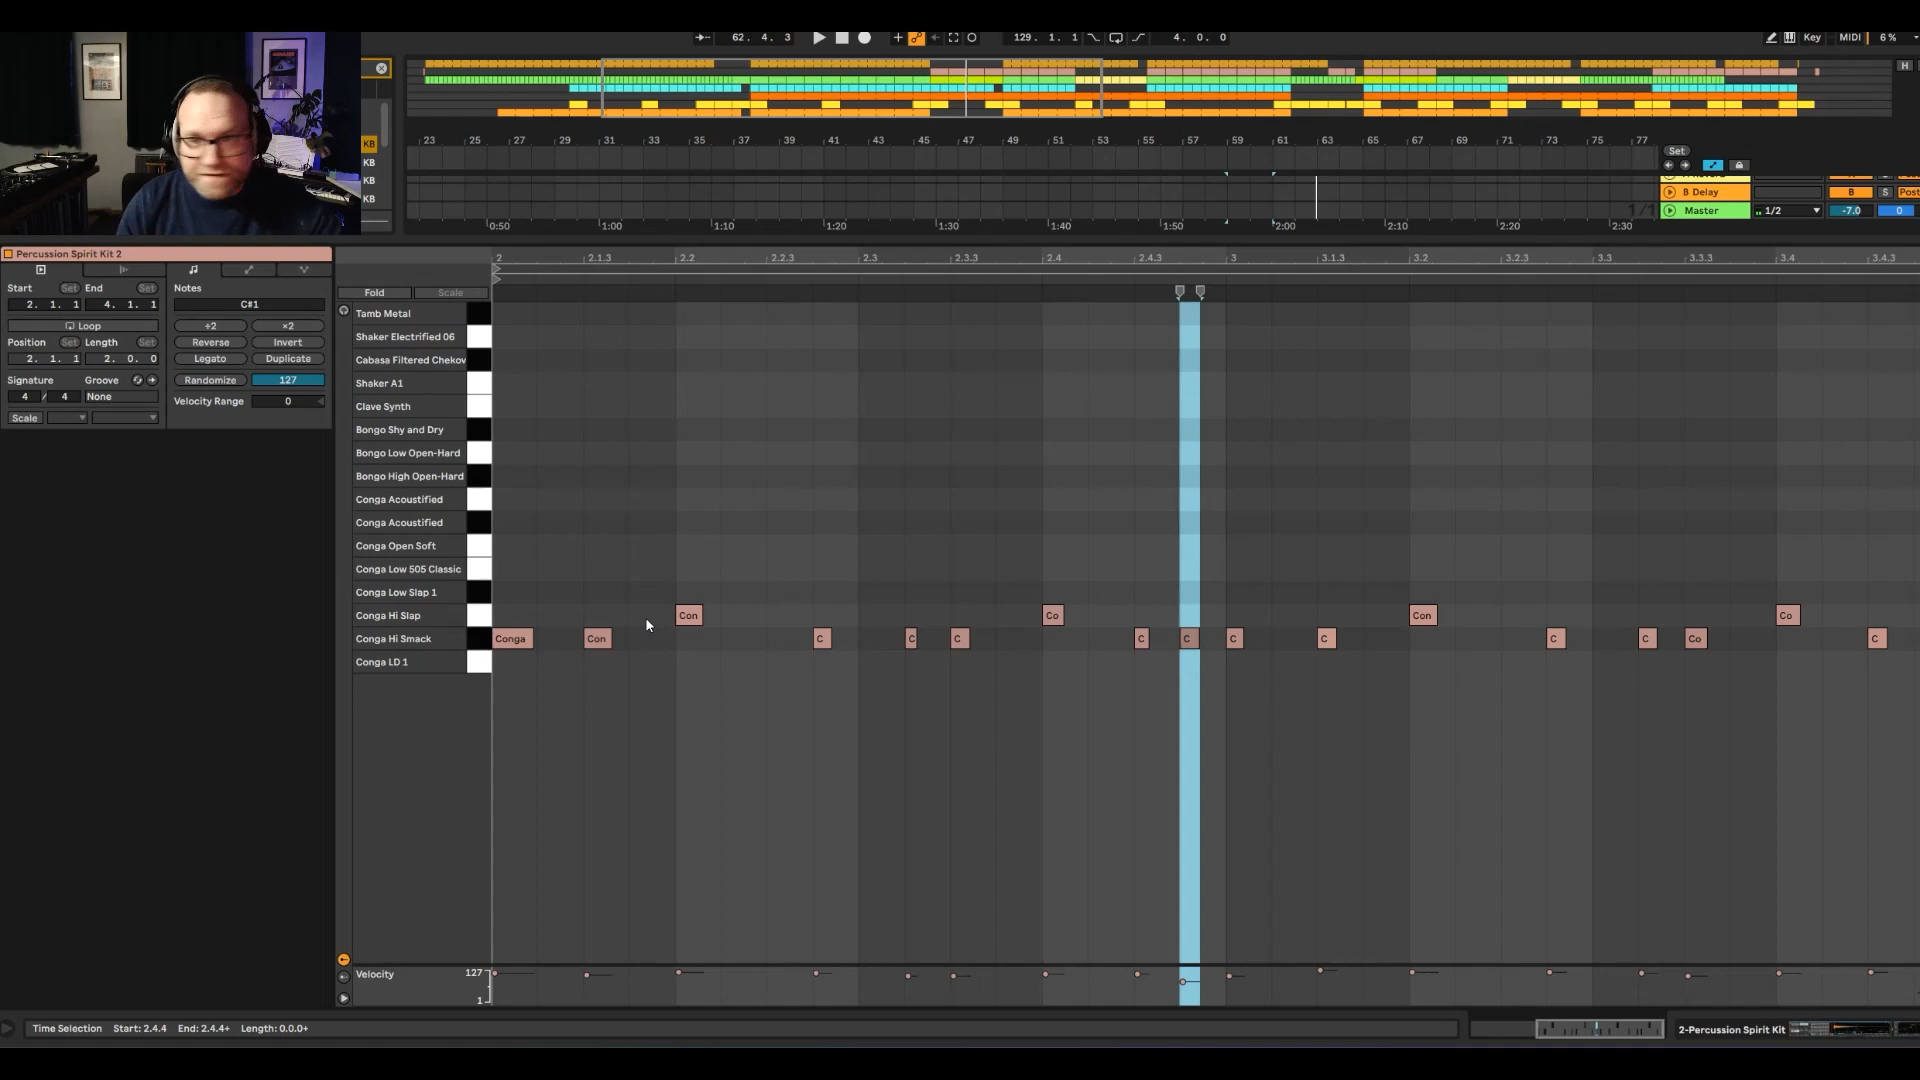 62. 4. 3
129. 1. 1
4. 0. 0
Key
MIDI
6 %
H
KB
KB
KB
KB
23 25 27 29 31 33 35 37 39 41 43 45 47 49 51 53 55 57 59 61 63 65 67 69 71 73 75 77
Set
B Delay
B
S
Post
1/1
Master
1/2
-7.0
0
0:50 1:00 1:10 1:20 1:30 1:40 1:50 2:00 2:10 2:20 2:30
Percussion Spirit Kit 2
Start Set End Set
2. 1. 1 4. 1. 1
Loop
Position Set Length Set
2. 1. 1 2. 0. 0
Signature Groove
4 / 4 None
Scale
Notes
C#1
÷2 ×2
Reverse Invert
Legato Duplicate
Randomize 127
Velocity Range 0
2 2.1.3 2.2 2.2.3 2.3 2.3.3 2.4 2.4.3 3 3.1.3 3.2 3.2.3 3.3 3.3.3 3.4 3.4.3
Fold Scale
Tamb Metal
Shaker Electrified 06
Cabasa Filtered Chekov
Shaker A1
Clave Synth
Bongo Shy and Dry
Bongo Low Open-Hard
Bongo High Open-Hard
Conga Acoustified
Conga Acoustified
Conga Open Soft
Conga Low 505 Classic
Conga Low Slap 1
Conga Hi Slap Con Co Con Co
Conga Hi Smack Conga Con C C C C C C C C C Co C
Conga LD 1
Velocity 127
1
Time Selection Start: 2.4.4 End: 2.4.4+ Length: 0.0.0+
2-Percussion Spirit Kit